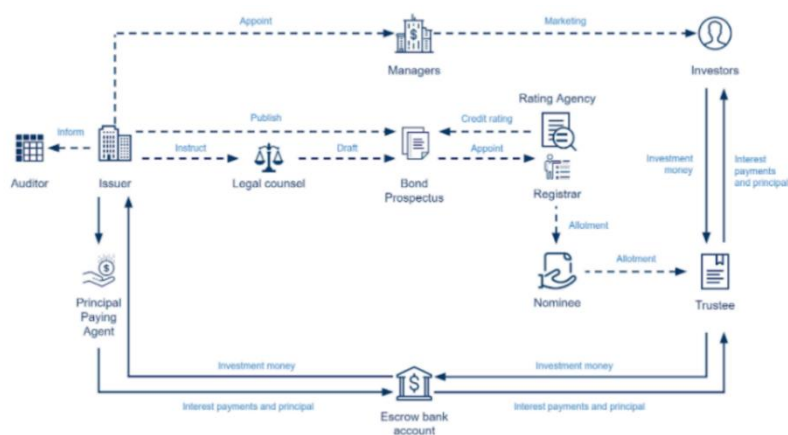 Appoint
Marketing
Managers
Investors
Rating Agency
Publish
Credit rating
Inform
Instruct
Draft
Appoint
Auditor
Issuer
Legal counsel
Bond
Prospectus
Registrar
Investment
money
Interest
payments
and principal
Allotment
Allotment
Nominee
Trustee
Principal
Paying
Agent
Investment money
Investment money
Interest payments and principal
Interest payments and principal
Escrow bank
account